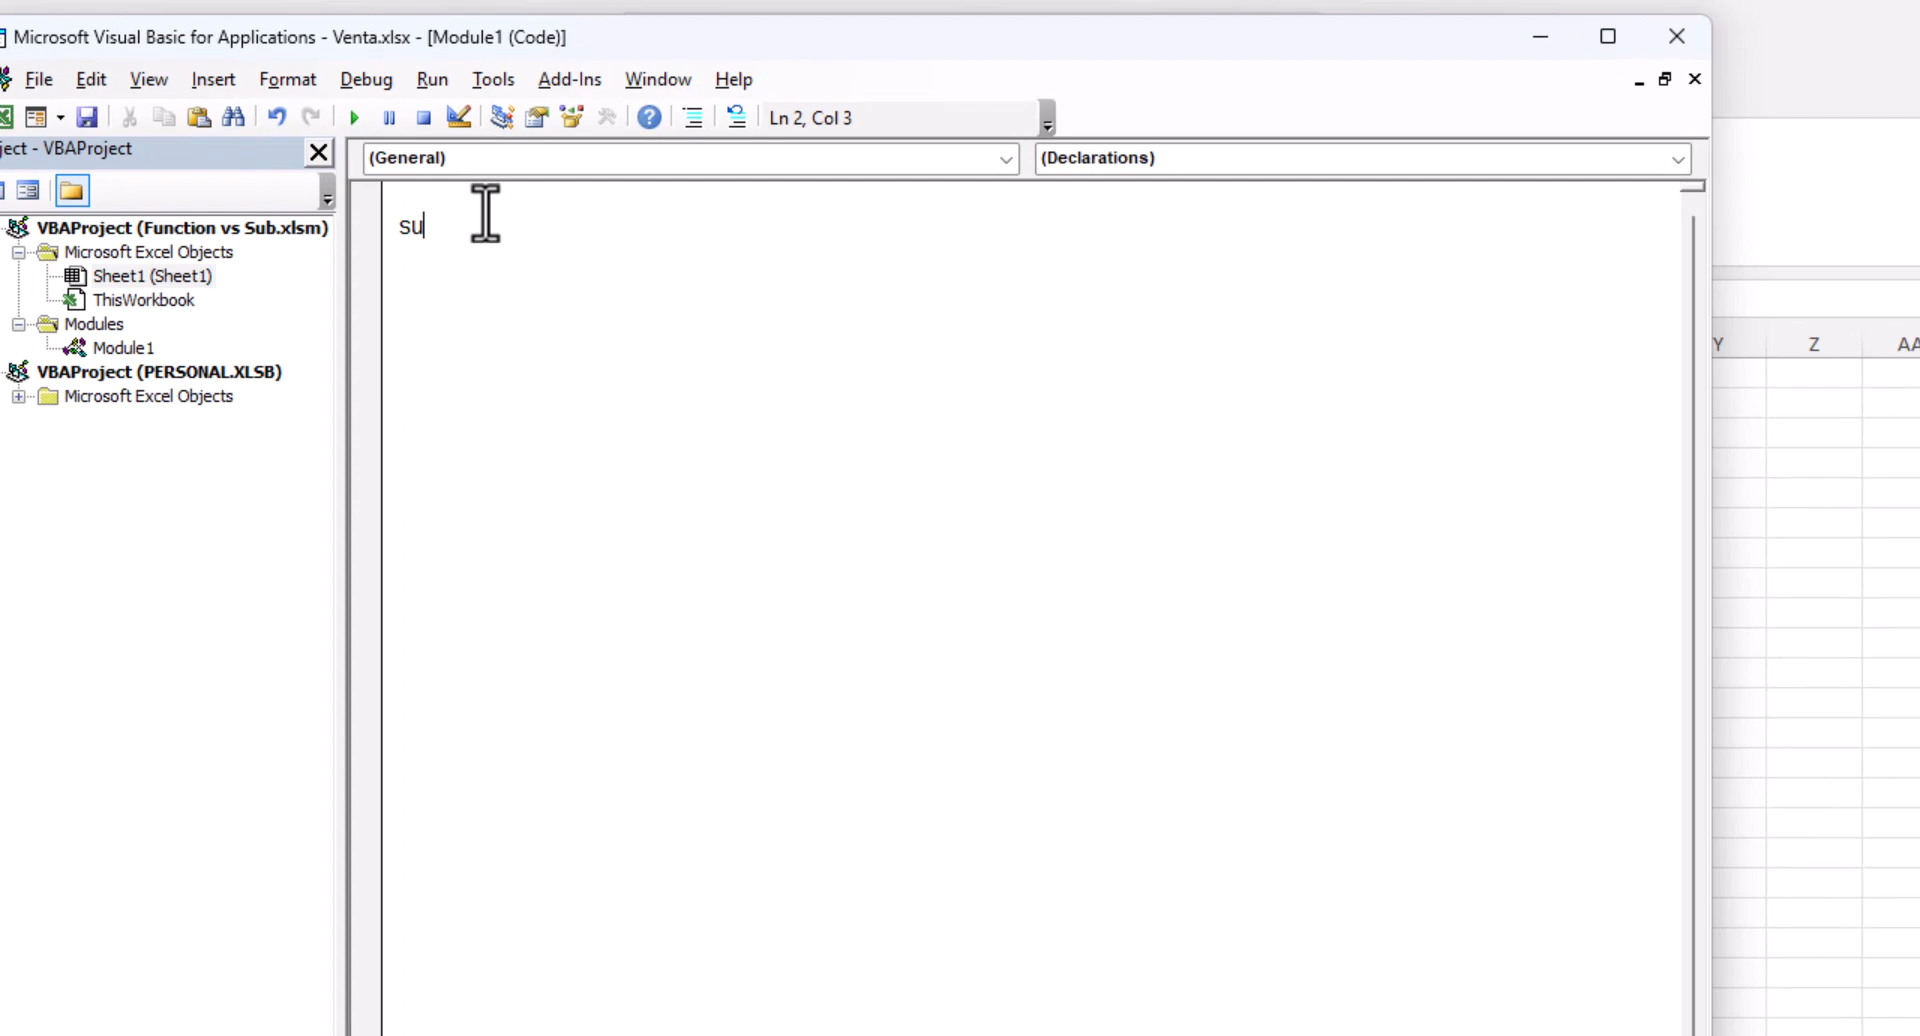 Microsoft Visual Basic for Applications - Venta.xlsx - [Module1 (Code)]
File Edit View Insert Format Debug Run Tools Add-Ins Window Help
Ln 2, Col 3
ject - VBAProject
(General) (Declarations)
su
VBAProject (Function vs Sub.xlsm)
Microsoft Excel Objects
Sheet1 (Sheet1)
ThisWorkbook
Modules
Module1
VBAProject (PERSONAL.XLSB)
Microsoft Excel Objects
Y Z AA